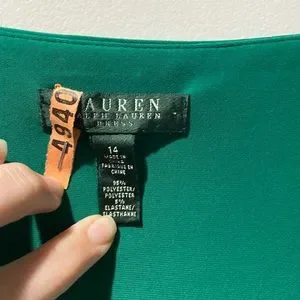 4940
LAUREN
RALPH LAUREN
DRESS
14
MADE IN
CHINA
FABRIQUÉ EN
CHINE
95%
POLYESTER/
POLYESTER
5%
ELASTANE/
ELASTHANNE